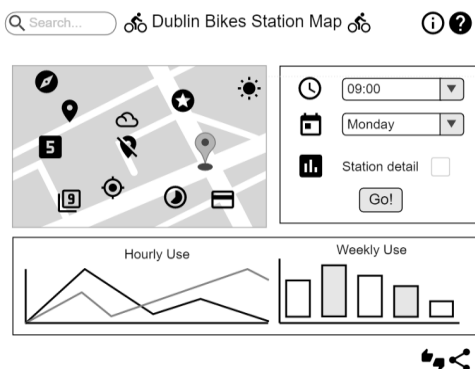 Search...
Dublin Bikes Station Map
i ?
09:00
Monday
5
Station detail
9
Go!
Hourly Use
Weekly Use